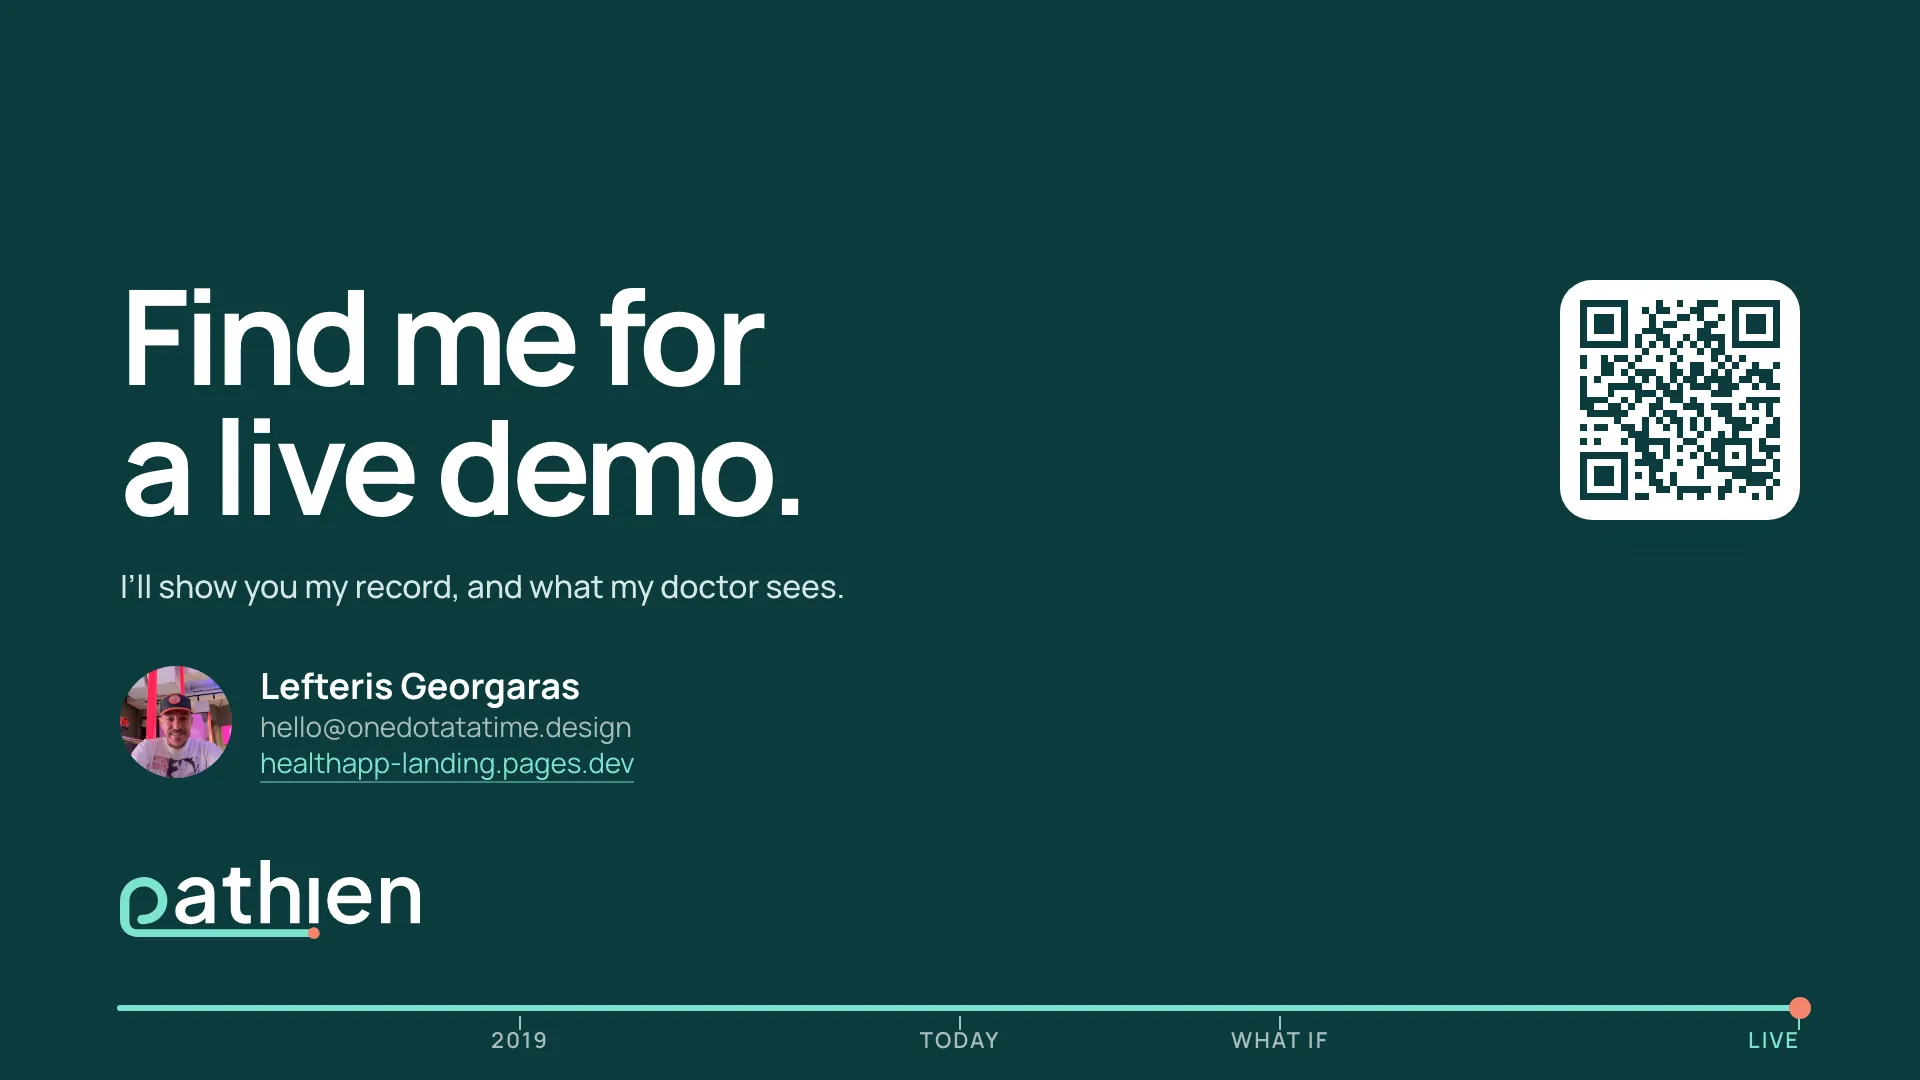 Find me for
a live demo.
I’ll show you my record, and what my doctor sees.
Lefteris Georgaras
hello@onedotatatime.design
healthapp-landing.pages.dev
pathien
2019
TODAY
WHAT IF
LIVE